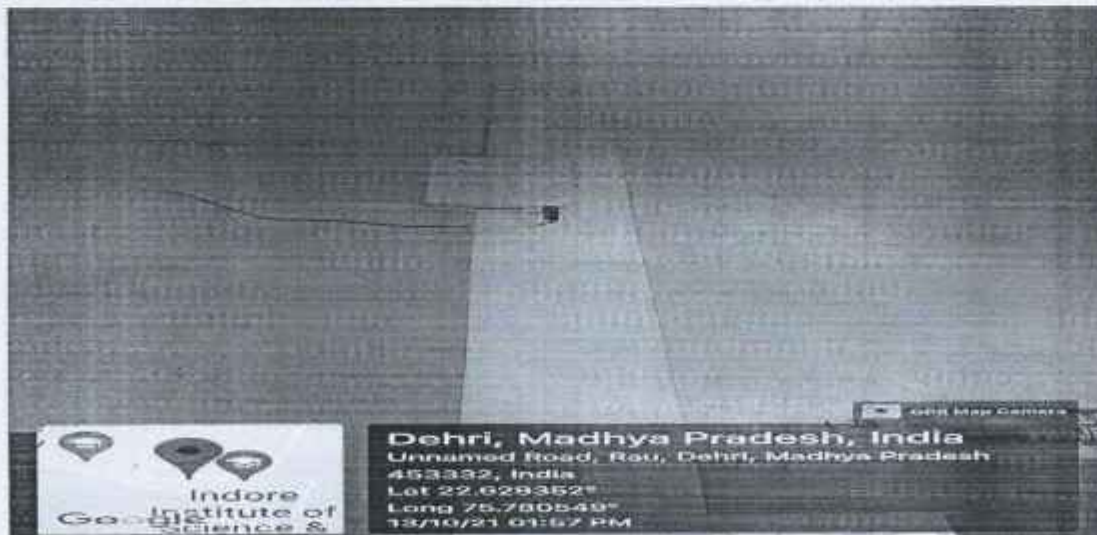 GPS Map Camera
Indore
Institute of
Science &
Google
Dehri, Madhya Pradesh, India
Unnamed Road, Rau, Dehri, Madhya Pradesh
453332, India
Lat 22.629352°
Long 75.780549°
13/10/21 01:57 PM